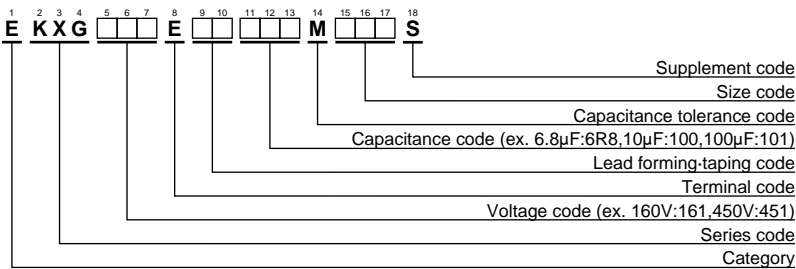 1 2 3 4 5 6 7 8 9 10 11 12 13 14 15 16 17 18
E KXG □□□ E □□ □□□ M □□□ S
Supplement code
Size code
Capacitance tolerance code
Capacitance code (ex. 6.8μF:6R8,10μF:100,100μF:101)
Lead forming·taping code
Terminal code
Voltage code (ex. 160V:161,450V:451)
Series code
Category